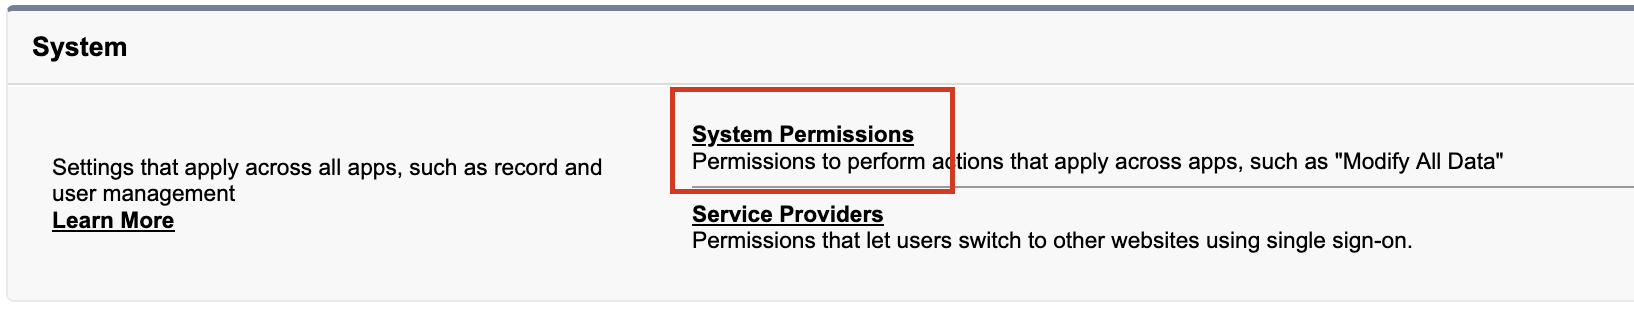 System
Settings that apply across all apps, such as record and
user management
Learn More
System Permissions
Permissions to perform actions that apply across apps, such as "Modify All Data"
Service Providers
Permissions that let users switch to other websites using single sign-on.